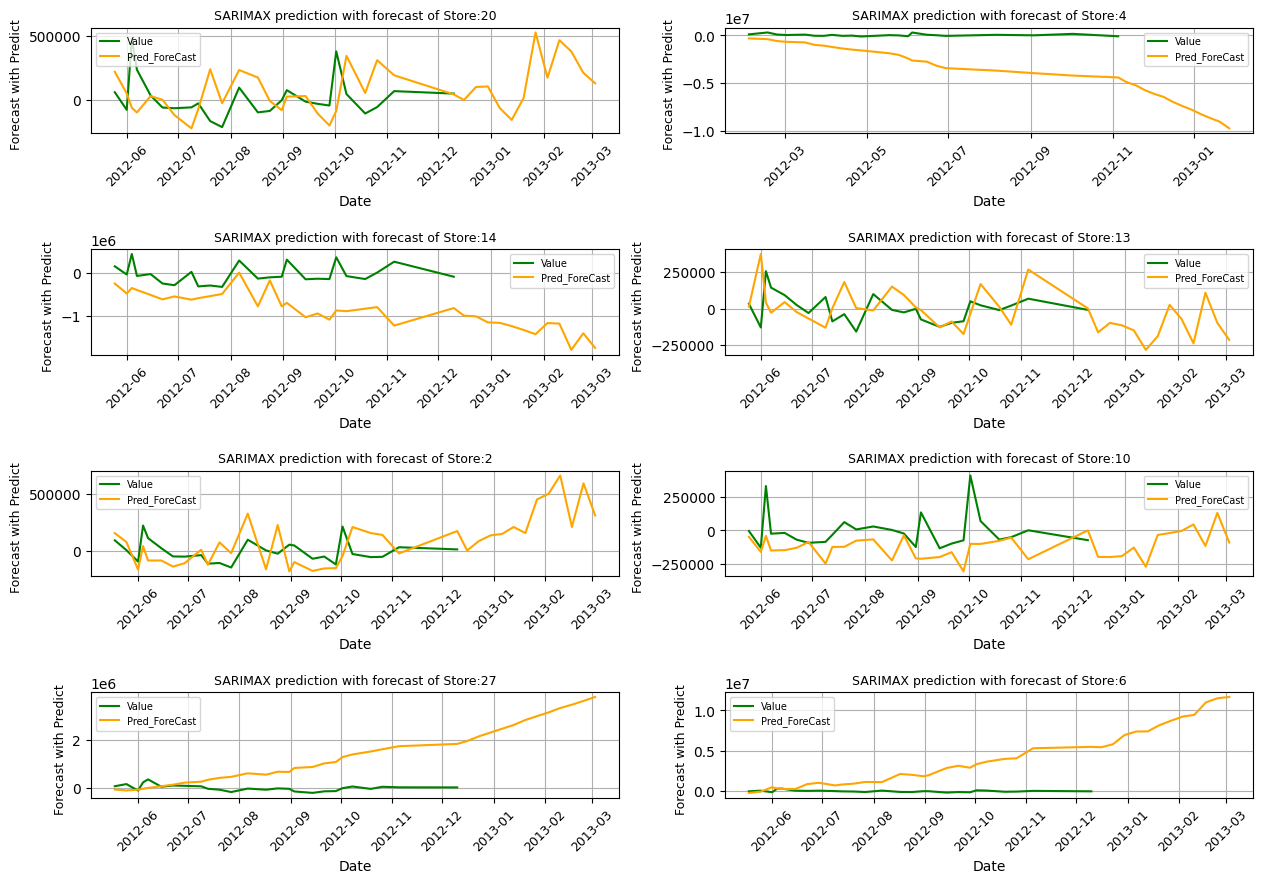 SARIMAX prediction with forecast of Store:20
Forecast with Predict
500000
0
Value
Pred_ForeCast
2012-06
2012-07
2012-08
2012-09
2012-10
2012-11
2012-12
2013-01
2013-02
2013-03
Date
SARIMAX prediction with forecast of Store:4
1e7
Forecast with Predict
0.0
−0.5
−1.0
Value
Pred_ForeCast
2012-03
2012-05
2012-07
2012-09
2012-11
2013-01
Date
SARIMAX prediction with forecast of Store:14
1e6
Forecast with Predict
0
−1
Value
Pred_ForeCast
2012-06
2012-07
2012-08
2012-09
2012-10
2012-11
2012-12
2013-01
2013-02
2013-03
Date
SARIMAX prediction with forecast of Store:13
Forecast with Predict
250000
0
−250000
Value
Pred_ForeCast
2012-06
2012-07
2012-08
2012-09
2012-10
2012-11
2012-12
2013-01
2013-02
2013-03
Date
SARIMAX prediction with forecast of Store:2
Forecast with Predict
500000
0
Value
Pred_ForeCast
2012-06
2012-07
2012-08
2012-09
2012-10
2012-11
2012-12
2013-01
2013-02
2013-03
Date
SARIMAX prediction with forecast of Store:10
Forecast with Predict
250000
0
−250000
Value
Pred_ForeCast
2012-06
2012-07
2012-08
2012-09
2012-10
2012-11
2012-12
2013-01
2013-02
2013-03
Date
SARIMAX prediction with forecast of Store:27
1e6
Forecast with Predict
2
0
Value
Pred_ForeCast
2012-06
2012-07
2012-08
2012-09
2012-10
2012-11
2012-12
2013-01
2013-02
2013-03
Date
SARIMAX prediction with forecast of Store:6
1e7
Forecast with Predict
1.0
0.5
0.0
Value
Pred_ForeCast
2012-06
2012-07
2012-08
2012-09
2012-10
2012-11
2012-12
2013-01
2013-02
2013-03
Date